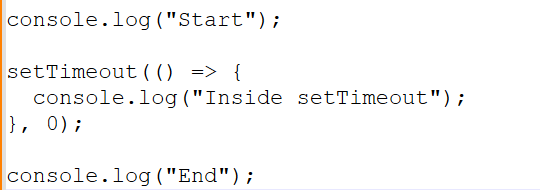 console.log("Start");
setTimeout(() => {
  console.log("Inside setTimeout");
}, 0);
console.log("End");